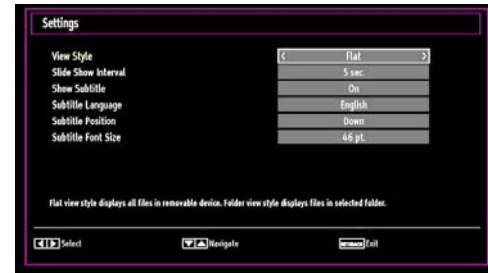 Settings
View Style < Flat >
Slide Show Interval 5 sec.
Show Subtitle On
Subtitle Language English
Subtitle Position Down
Subtitle Font Size 46 pt.
Flat view style displays all files in removable device. Folder view style displays files in selected folder.
Select Navigate RETURN/BACK Exit